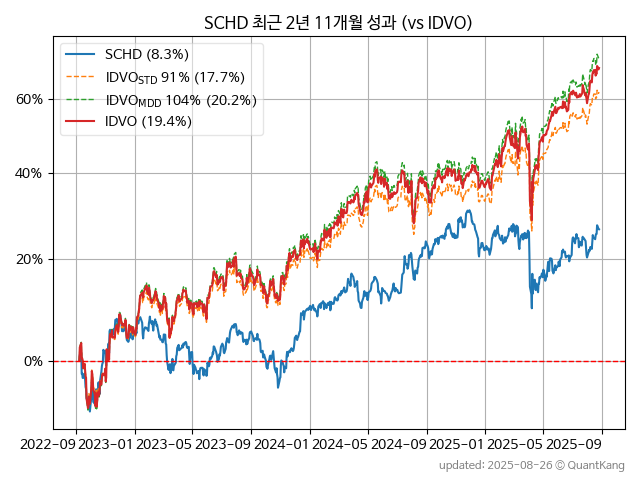 SCHD 최근 2년 11개월 성과 (vs IDVO)
SCHD (8.3%)
IDVO_STD 91% (17.7%)
IDVO_MDD 104% (20.2%)
IDVO (19.4%)
60%
40%
20%
0%
2022-09 2023-01 2023-05 2023-09 2024-01 2024-05 2024-09 2025-01 2025-05 2025-09
updated: 2025-08-26 © QuantKang